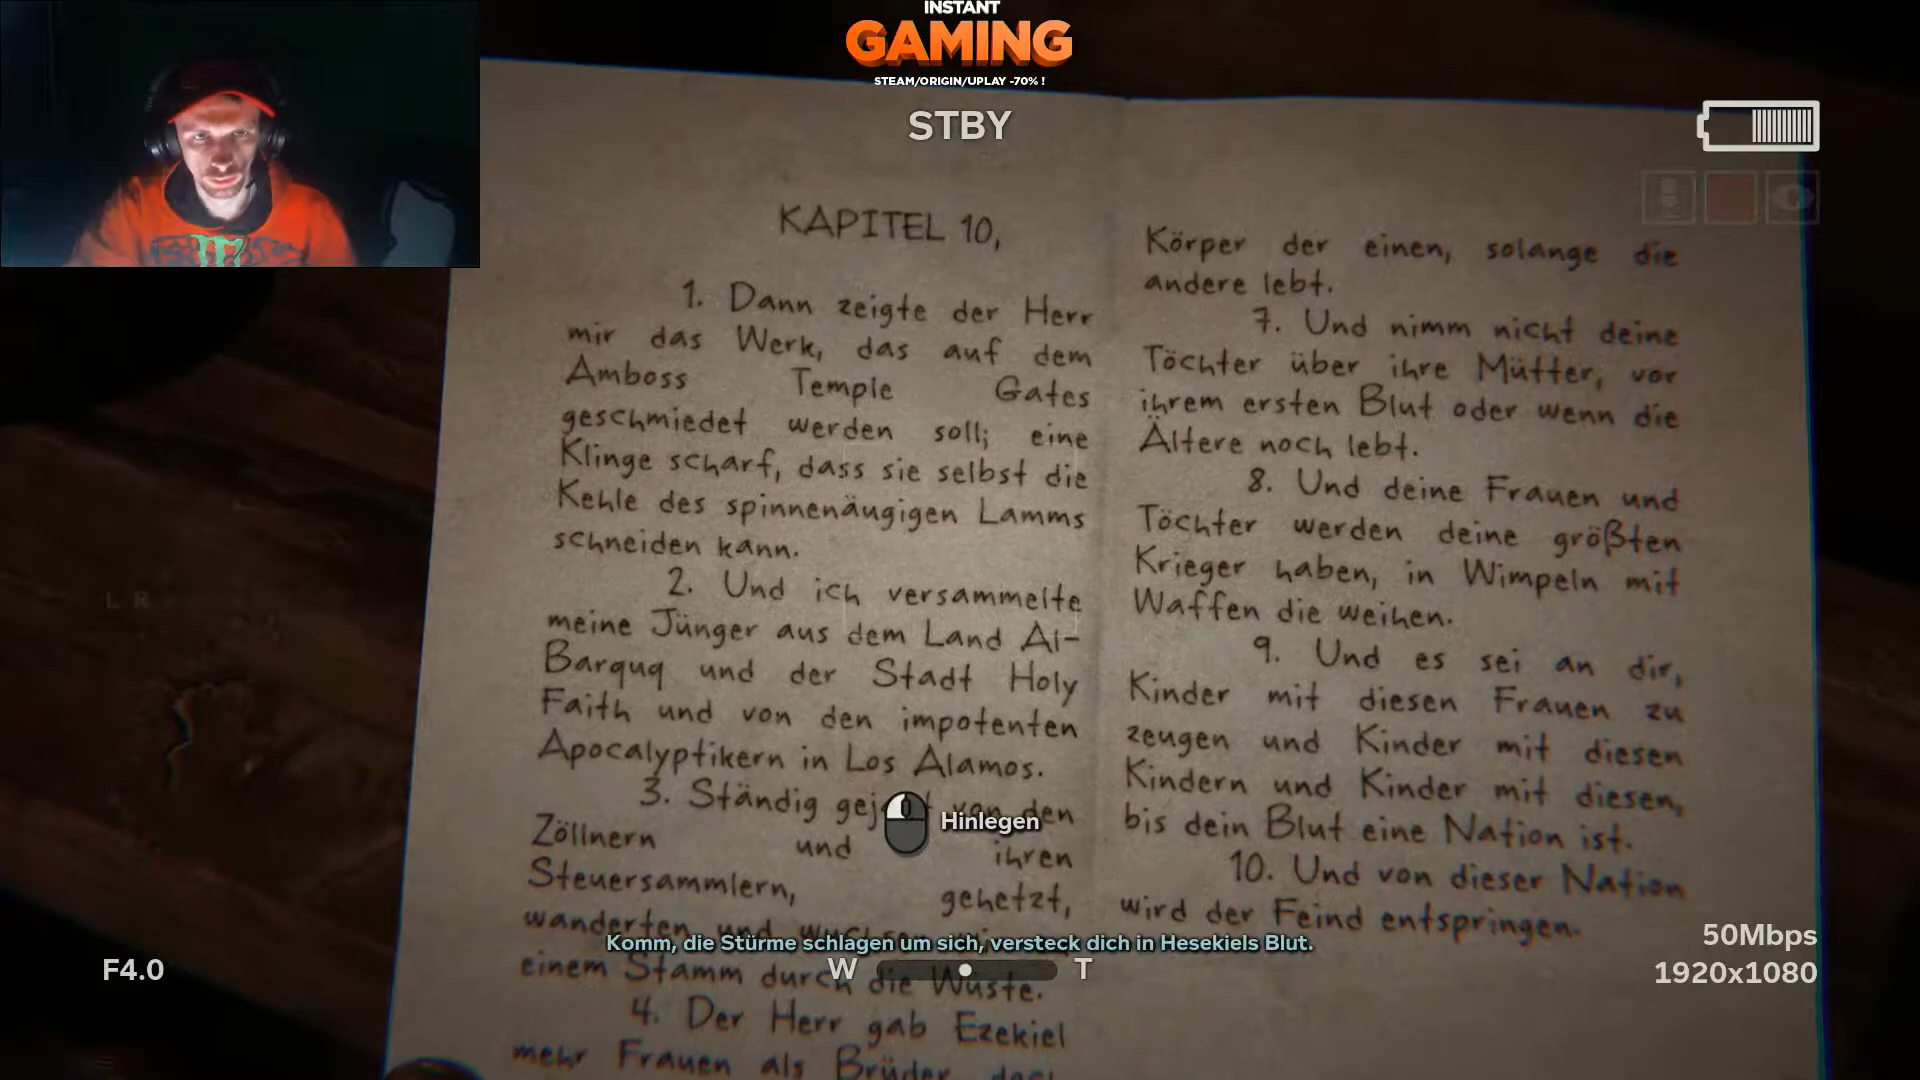 INSTANT
GAMING
STEAM/ORIGIN/UPLAY -70% !
STBY
KAPITEL 10,
1. Dann zeigte der Herr
mir das Werk, das auf dem
Amboss Temple Gates
geschmiedet werden soll; eine
Klinge scharf, dass sie selbst die
Kehle des spinnenäugigen Lamms
schneiden kann.
2. Und ich versammelte
meine Jünger aus dem Land Al-
Barquq und der Stadt Holy
Faith und von den impotenten
Apocalyptikern in Los Alamos.
3. Ständig von den
Zöllnern und ihren
Steuersammlern, gehetzt,
wanderten und
einem Stamm durch die Wüste.
4. Der Herr gab Ezekiel
mehr Frauen als Brüder,
Körper der einen, solange die
andere lebt.
7. Und nimm nicht deine
Töchter über ihre Mütter, vor
ihrem ersten Blut oder wenn die
Ältere noch lebt.
8. Und deine Frauen und
Töchter werden deine größten
Krieger haben, in Wimpeln mit
Waffen die weihen.
9. Und es sei an dir,
Kinder mit diesen Frauen zu
zeugen und Kinder mit diesen
Kindern und Kinder mit diesen,
bis dein Blut eine Nation ist.
10. Und von dieser Nation
wird der Feind entspringen.
Hinlegen
Komm, die Stürme schlagen um sich, versteck dich in Hesekiels Blut.
F4.0
W T
50Mbps
1920x1080
L R